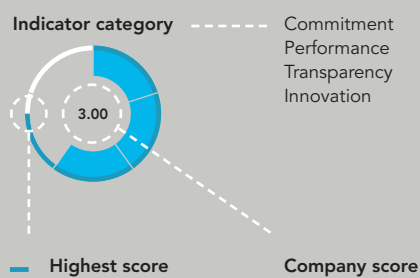 Indicator category
Commitment
Performance
Transparency
Innovation
3.00
Highest score
Company score